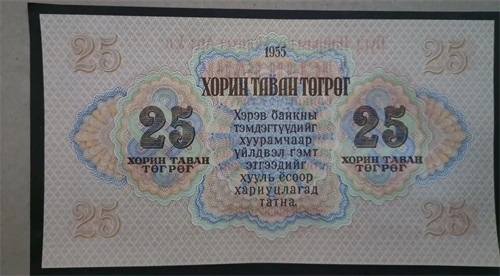 25 25
1955
ХОРИН ТАВАН ТӨГРӨГ
25 25
ХОРИН ТАВАН
ТӨГРӨГ
Хэрэв банкны
тэмдэгтүүдийг
хуурамчаар
үйлдвэл гэмт
этгээдийг
хууль ёсоор
хариуцлагад
татна.
ХОРИН ТАВАН
ТӨГРӨГ
25 25